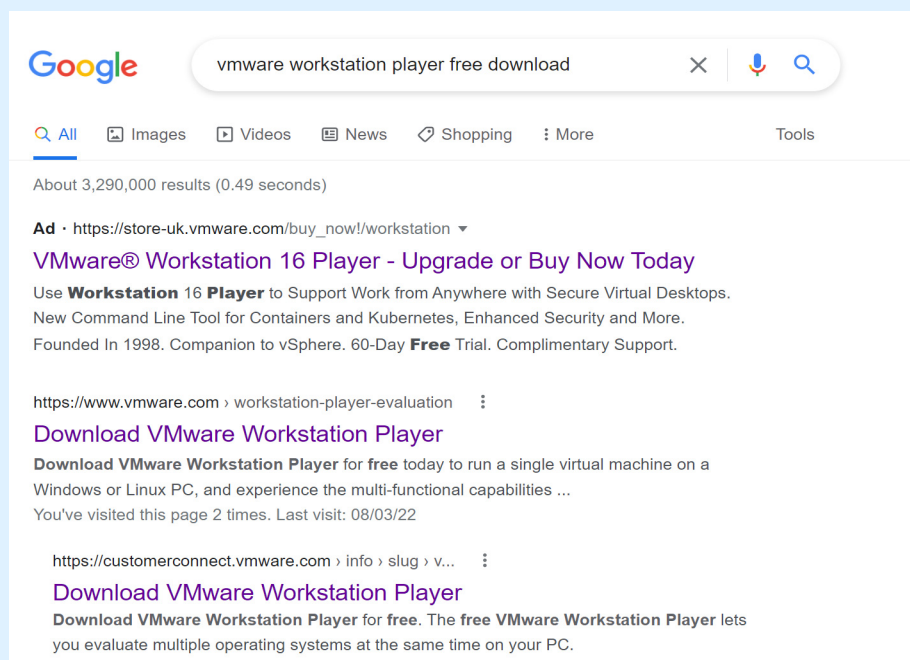 Google
vmware workstation player free download
All Images Videos News Shopping More Tools
About 3,290,000 results (0.49 seconds)
Ad · https://store-uk.vmware.com/buy_now!/workstation
VMware® Workstation 16 Player - Upgrade or Buy Now Today
Use Workstation 16 Player to Support Work from Anywhere with Secure Virtual Desktops.
New Command Line Tool for Containers and Kubernetes, Enhanced Security and More.
Founded In 1998. Companion to vSphere. 60-Day Free Trial. Complimentary Support.
https://www.vmware.com › workstation-player-evaluation
Download VMware Workstation Player
Download VMware Workstation Player for free today to run a single virtual machine on a
Windows or Linux PC, and experience the multi-functional capabilities ...
You've visited this page 2 times. Last visit: 08/03/22
https://customerconnect.vmware.com › info › slug › v...
Download VMware Workstation Player
Download VMware Workstation Player for free. The free VMware Workstation Player lets
you evaluate multiple operating systems at the same time on your PC.